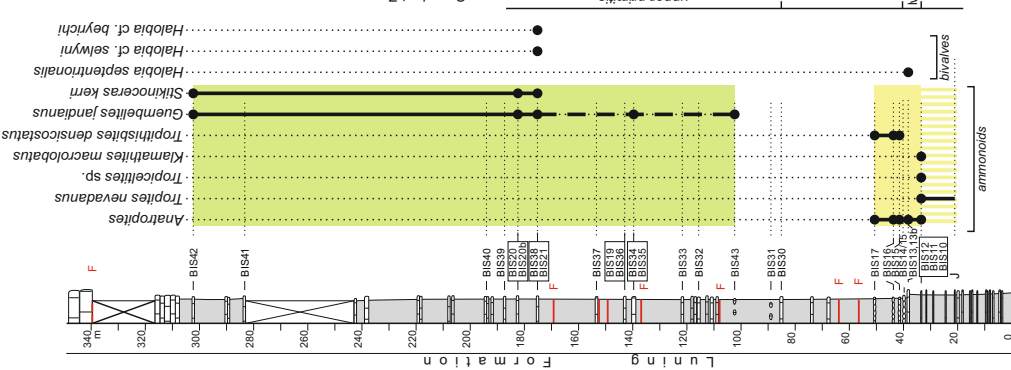 Halobia cf. beyrichi
Halobia cf. selwyni
Halobia septentrionalis
Stikinoceras kerri
Guembelites jandianus
Tropithisbites densicostatus
Klamathites macrolobatus
Tropiceltites sp.
Tropites nevadanus
Anatropites
bivalves
ammonoids
BIS42
BIS41
BIS40
BIS39
BIS20
BIS20b
BIS38
BIS21
BIS37
BIS19
BIS36
BIS34
BIS35
BIS33
BIS32
BIS43
BIS31
BIS30
BIS17
BIS16
BIS15
BIS14/15
BIS13,13b
BIS12
BIS11
BIS10
F
F
F
F
F
F
340
m
320
300
280
260
240
220
200
180
160
140
120
100
80
60
40
20
0
Luning Formation